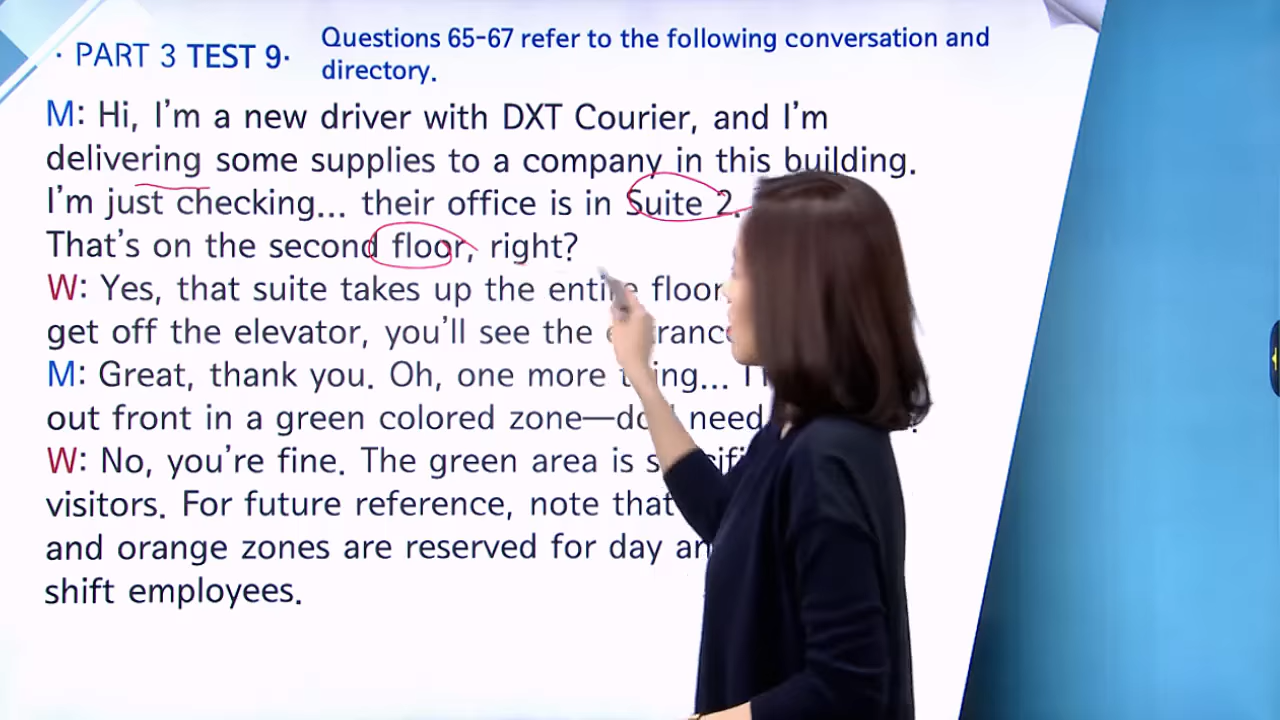 · PART 3 TEST 9·
Questions 65-67 refer to the following conversation and
directory.
M: Hi, I'm a new driver with DXT Courier, and I'm
delivering some supplies to a company in this building.
I'm just checking... their office is in Suite 2.
That's on the second floor, right?
W: Yes, that suite takes up the entire floor
get off the elevator, you'll see the entrance
M: Great, thank you. Oh, one more thing...
out front in a green colored zone—do I need
W: No, you're fine. The green area is
visitors. For future reference, note that
and orange zones are reserved for day
shift employees.